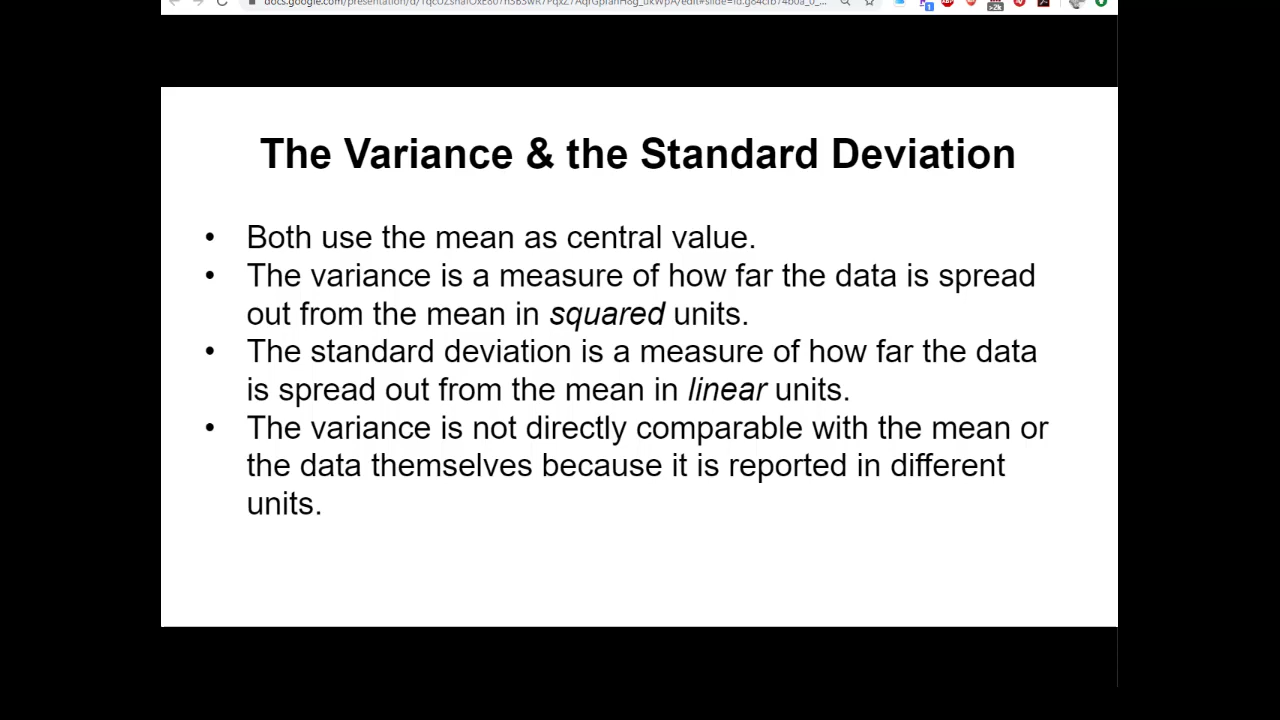 The Variance & the Standard Deviation
• Both use the mean as central value.
• The variance is a measure of how far the data is spread
out from the mean in squared units.
• The standard deviation is a measure of how far the data
is spread out from the mean in linear units.
• The variance is not directly comparable with the mean or
the data themselves because it is reported in different
units.